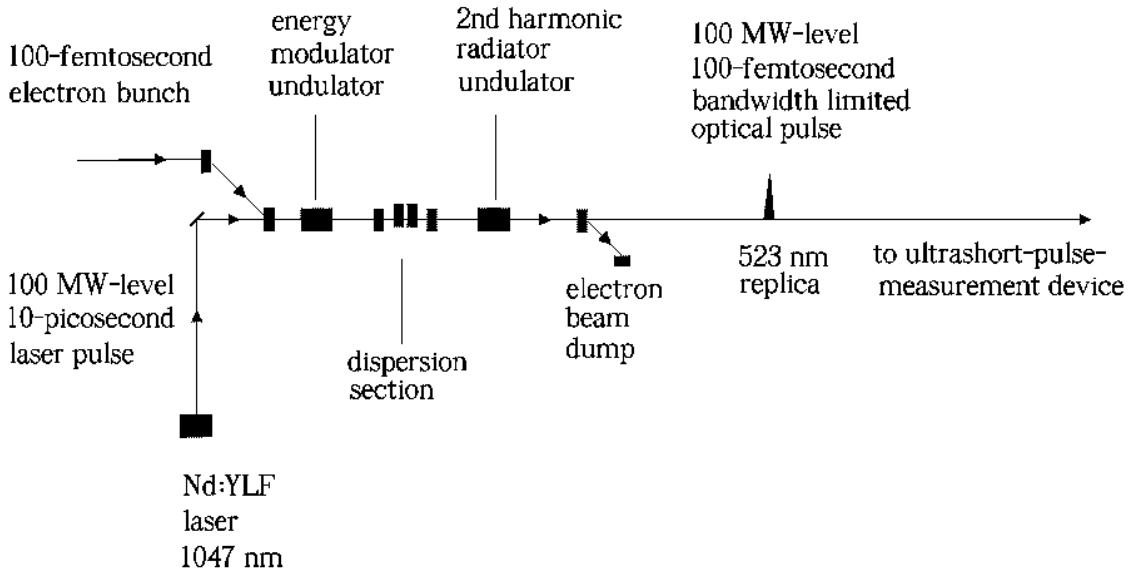 100-femtosecond
electron bunch
energy
modulator
undulator
2nd harmonic
radiator
undulator
100 MW-level
100-femtosecond
bandwidth limited
optical pulse
100 MW-level
10-picosecond
laser pulse
dispersion
section
electron
beam
dump
523 nm
replica
to ultrashort-pulse-
measurement device
Nd:YLF
laser
1047 nm